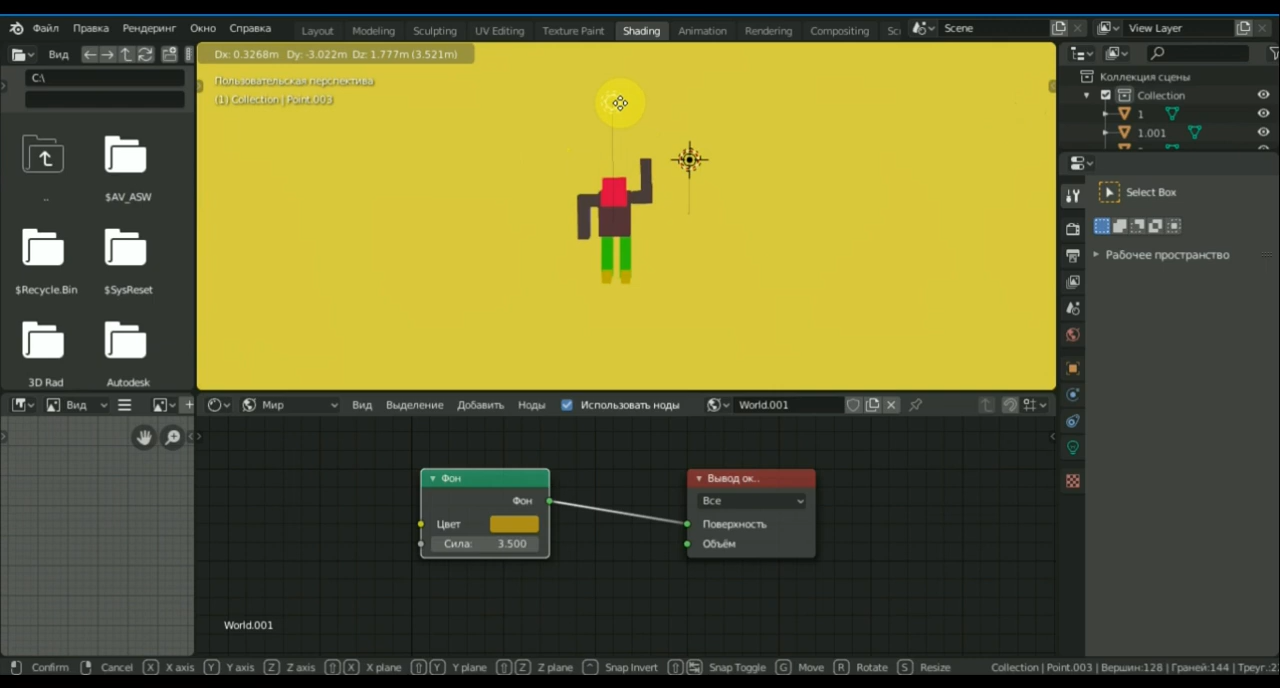 Файл Правка Рендеринг Окно Справка Layout Modeling Sculpting UV Editing Texture Paint Shading Animation Rendering Compositing Sc Scene View Layer
Вид
C:\
Dx: 0.3268m Dy: -3.022m Dz: 1.777m (3.521m)
Пользовательская перспектива
(1) Collection | Point.003
..
$AV_ASW
$Recycle.Bin
$SysReset
3D Rad
Autodesk
Коллекция сцены
Collection
1
1.001
Select Box
Рабочее пространство
Вид
Мир Вид Выделение Добавить Ноды Использовать ноды World.001
Фон
Фон
Цвет
Сила: 3.500
Вывод ок..
Все
Поверхность
Объём
World.001
Confirm Cancel X X axis Y Y axis Z Z axis X X plane Y Y plane Z Z plane Snap Invert Snap Toggle G Move R Rotate S Resize Collection | Point.003 | Вершин:128 | Граней:144 | Треуг.:2